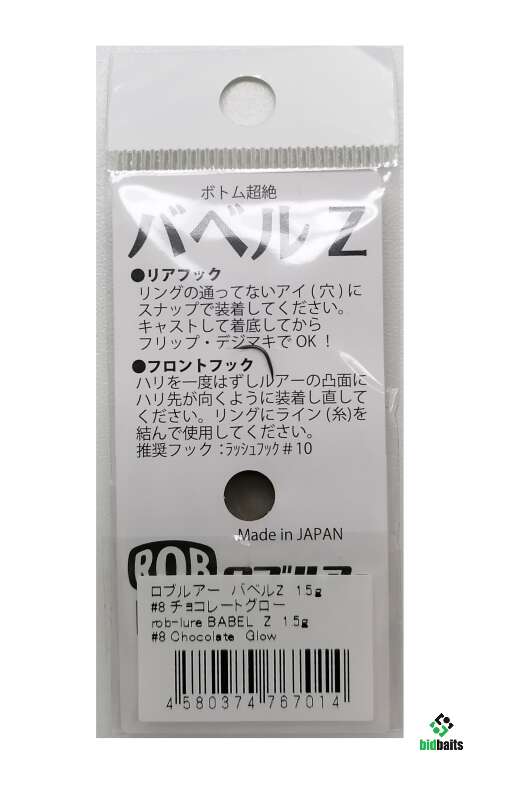 ボトム超絶
バベル Z
●リアフック
リングの通ってないアイ(穴)に
スナップで装着してください。
キャストして着底してから
フリップ・デジマキでOK!
●フロントフック
ハリを一度はずしルアーの凸面に
ハリ先が向くように装着し直して
ください。リングにライン(糸)を
結んで使用してください。
推奨フック:ﾗｯｼｭﾌｯｸ#10
Made in JAPAN
ROB
ロブルアー バベルZ 1.5g
#8 チョコレートグロー
rob-lure BABEL Z 1.5g
#8 Chocolate Glow
4 580374 767014
bidbaits